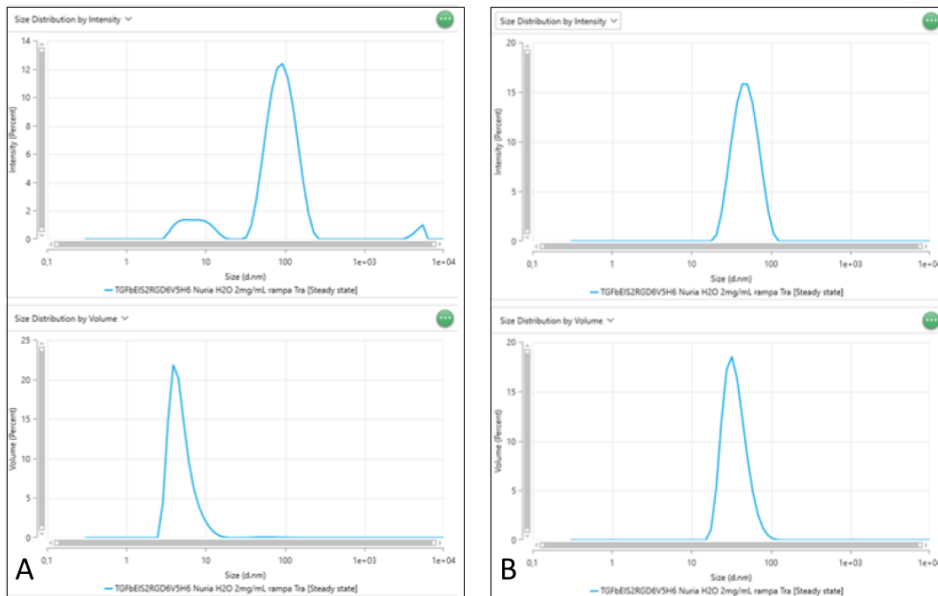 Size Distribution by Intensity
14
12
10
8
6
4
2
0
Intensity (Percent)
0,1 1 10 100 1e+03 1e+04
Size (d.nm)
TGFbEIS2RGD6V5H6 Nuria H2O 2mg/mL rampa Tra [Steady state]
Size Distribution by Volume
25
20
15
10
5
0
Volume (Percent)
0,1 1 10 100 1e+03 1e+04
Size (d.nm)
TGFbEIS2RGD6V5H6 Nuria H2O 2mg/mL rampa Tra [Steady state]
A
Size Distribution by Intensity
20
15
10
5
0
Intensity (Percent)
0,1 1 10 100 1e+03 1e+04
Size (d.nm)
TGFbEIS2RGD6V5H6 Nuria H2O 2mg/mL rampa Tra [Steady state]
Size Distribution by Volume
20
15
10
5
0
Volume (Percent)
0,1 1 10 100 1e+03 1e+04
Size (d.nm)
TGFbEIS2RGD6V5H6 Nuria H2O 2mg/mL rampa Tra [Steady state]
B